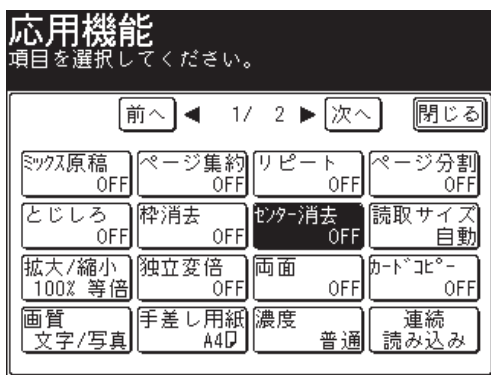 応用機能
項目を選択してください。
前へ ◀ 1/ 2 ▶ 次へ 閉じる
ﾐｯｸｽ原稿 ページ集約 リピート ページ分割
OFF OFF OFF OFF
とじしろ 枠消去 ｾﾝﾀｰ消去 読取サイズ
OFF OFF OFF 自動
拡大/縮小 独立変倍 両面 ｶｰﾄﾞｺﾋﾟｰ
100% 等倍 OFF OFF OFF
画質 手差し用紙 濃度 連続
文字/写真 A4 普通 読み込み